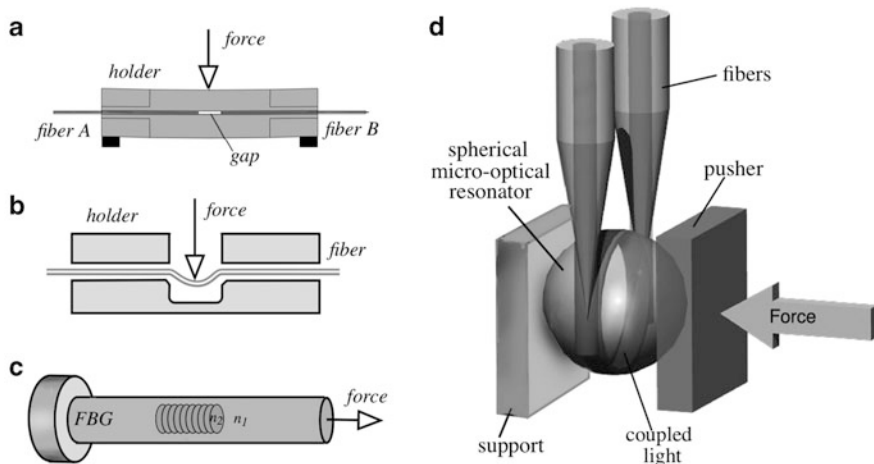 a
force
holder
fiber A
fiber B
gap
b
holder
force
fiber
c
FBG
n2
n1
force
d
fibers
spherical
micro-optical
resonator
pusher
Force
support
coupled
light